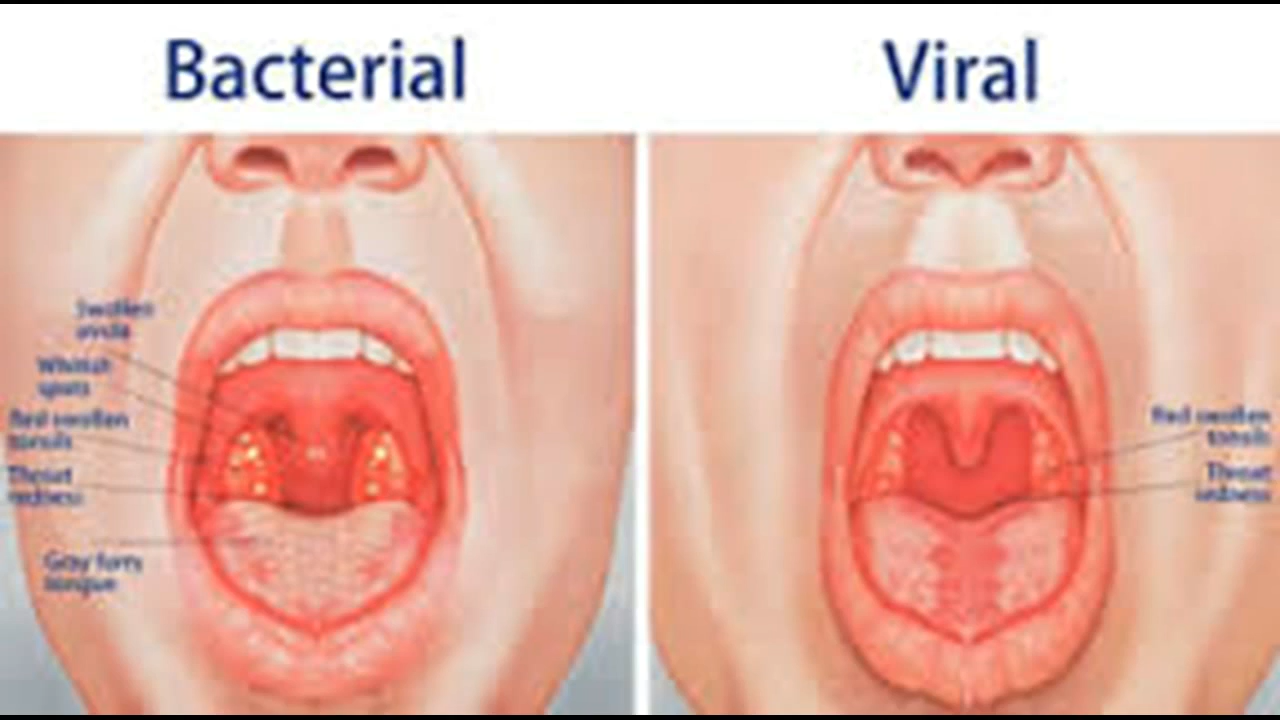 Bacterial
Viral
Swollen
uvula
Whitish
spots
Red swollen
tonsils
Throat
redness
Gray furry
tongue
Red swollen
tonsils
Throat
redness